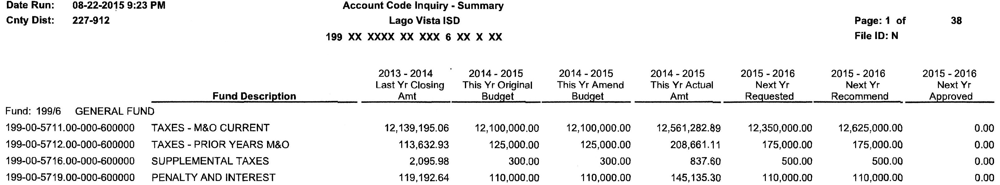 Date Run: 08-22-2015 9:23 PM Account Code Inquiry - Summary
Cnty Dist: 227-912 Lago Vista ISD Page: 1 of 38
199 XX XXXX XX XXX 6 XX X XX File ID: N
2013 - 2014 2014 - 2015 2014 - 2015 2014 - 2015 2015 - 2016 2015 - 2016 2015 - 2016
Last Yr Closing This Yr Original This Yr Amend This Yr Actual Next Yr Next Yr Next Yr
Fund Description Amt Budget Budget Amt Requested Recommend Approved
Fund: 199/6 GENERAL FUND
199-00-5711.00-000-600000 TAXES - M&O CURRENT 12,139,195.06 12,100,000.00 12,100,000.00 12,561,282.89 12,350,000.00 12,625,000.00 0.00
199-00-5712.00-000-600000 TAXES - PRIOR YEARS M&O 113,632.93 125,000.00 125,000.00 208,661.11 175,000.00 175,000.00 0.00
199-00-5716.00-000-600000 SUPPLEMENTAL TAXES 2,095.98 300.00 300.00 837.60 500.00 500.00 0.00
199-00-5719.00-000-600000 PENALTY AND INTEREST 119,192.64 110,000.00 110,000.00 145,135.30 110,000.00 110,000.00 0.00